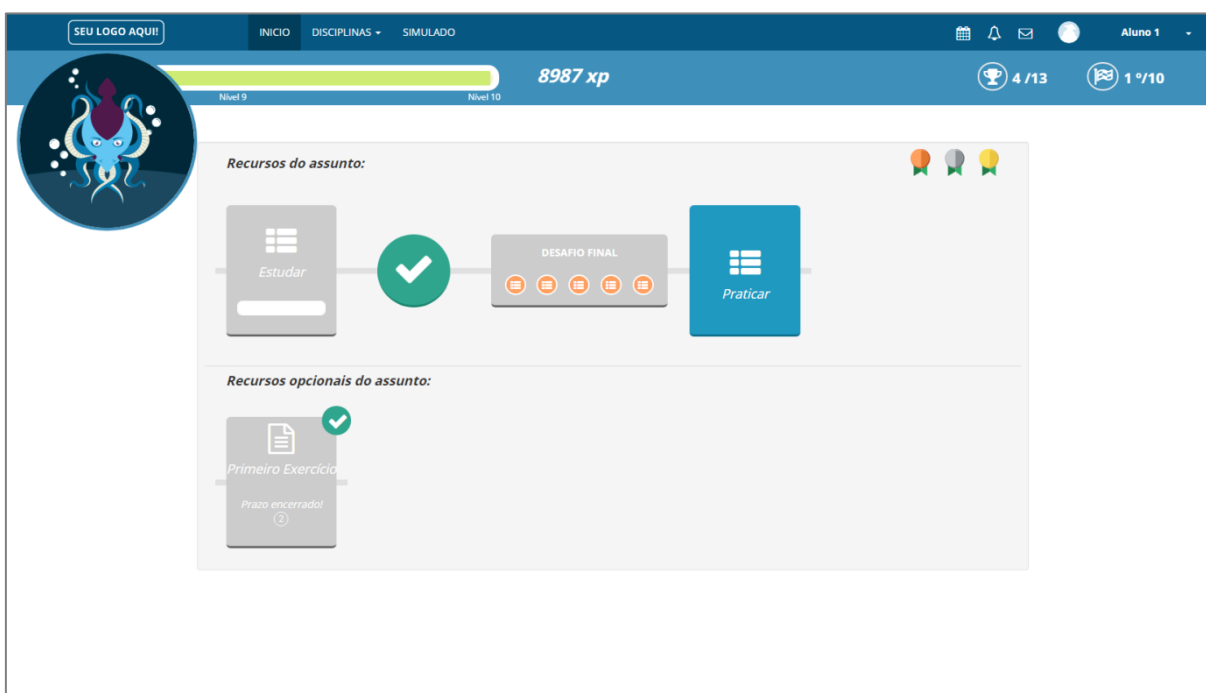 SEU LOGO AQUI!
INICIO DISCIPLINAS SIMULADO
Aluno 1
8987 xp
4 /13
1 º/10
Nível 9
Nível 10
Recursos do assunto:
Estudar
DESAFIO FINAL
Praticar
Recursos opcionais do assunto:
Primeiro Exercício
Prazo encerrado!
2